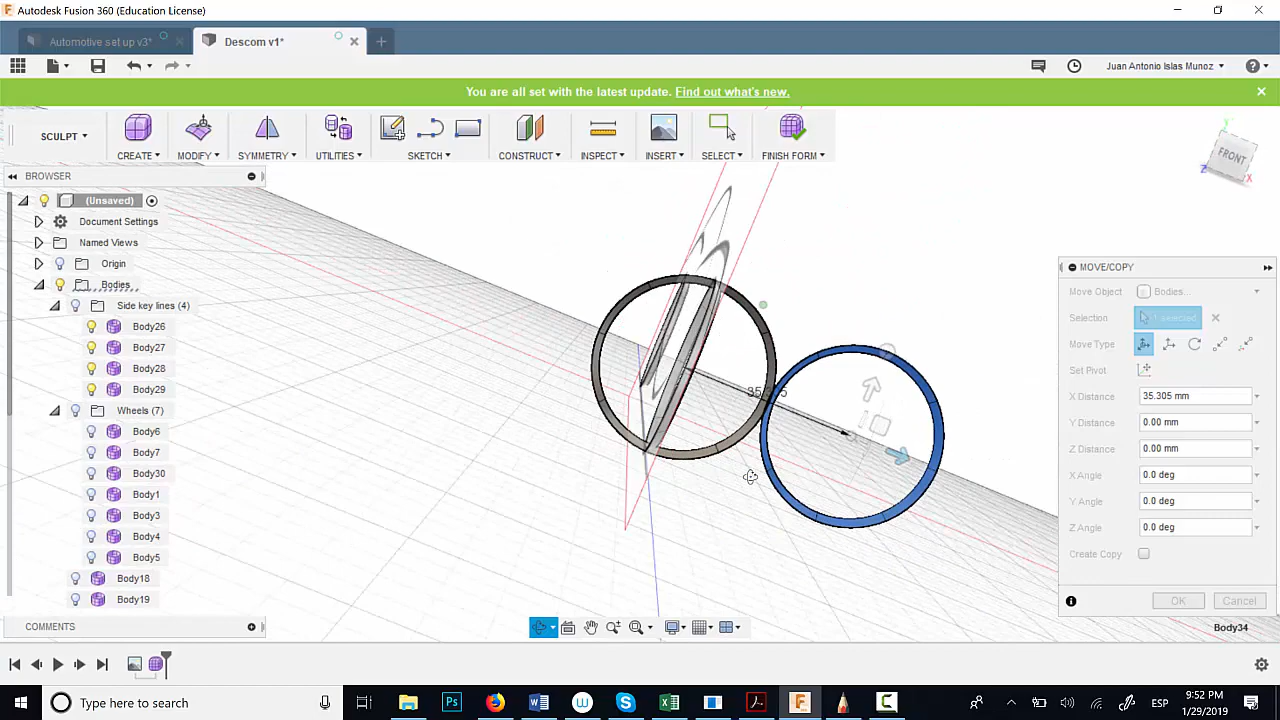 Autodesk Fusion 360 (Education License)
Automotive set up v3*
Descom v1*
Juan Antonio Islas Munoz
You are all set with the latest update. Find out what's new.
SCULPT
CREATE
MODIFY
SYMMETRY
UTILITIES
SKETCH
CONSTRUCT
INSPECT
INSERT
SELECT
FINISH FORM
FRONT
Y
Z
X
BROWSER
(Unsaved)
Document Settings
Named Views
Origin
Bodies
Side key lines (4)
Body26
Body27
Body28
Body29
Wheels (7)
Body6
Body7
Body30
Body1
Body3
Body4
Body5
Body18
Body19
MOVE/COPY
Move Object
Bodies...
Selection
1 selected
Move Type
Set Pivot
X Distance
35.305 mm
Y Distance
0.00 mm
Z Distance
0.00 mm
X Angle
0.0 deg
Y Angle
0.0 deg
Z Angle
0.0 deg
Create Copy
OK
Cancel
COMMENTS
Body34
Type here to search
Ps
ESP
9:52 PM
1/29/2019